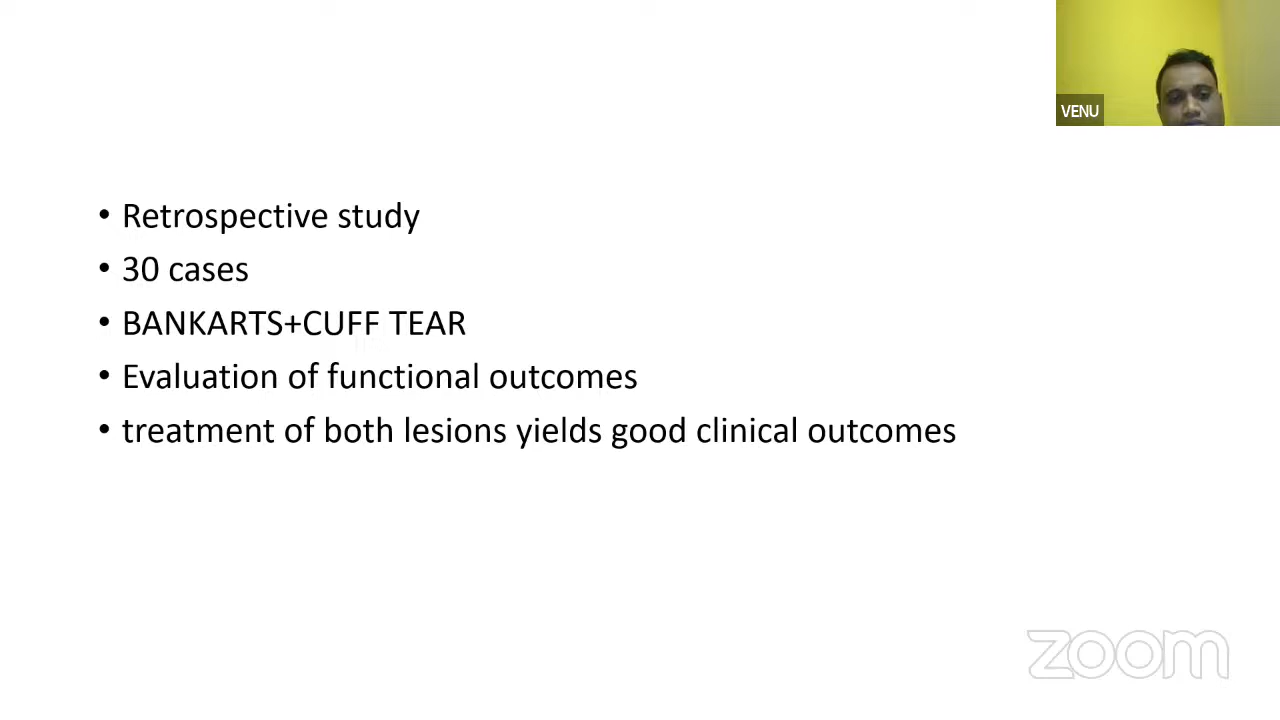 VENU
• Retrospective study
• 30 cases
• BANKARTS+CUFF TEAR
• Evaluation of functional outcomes
• treatment of both lesions yields good clinical outcomes
zoom